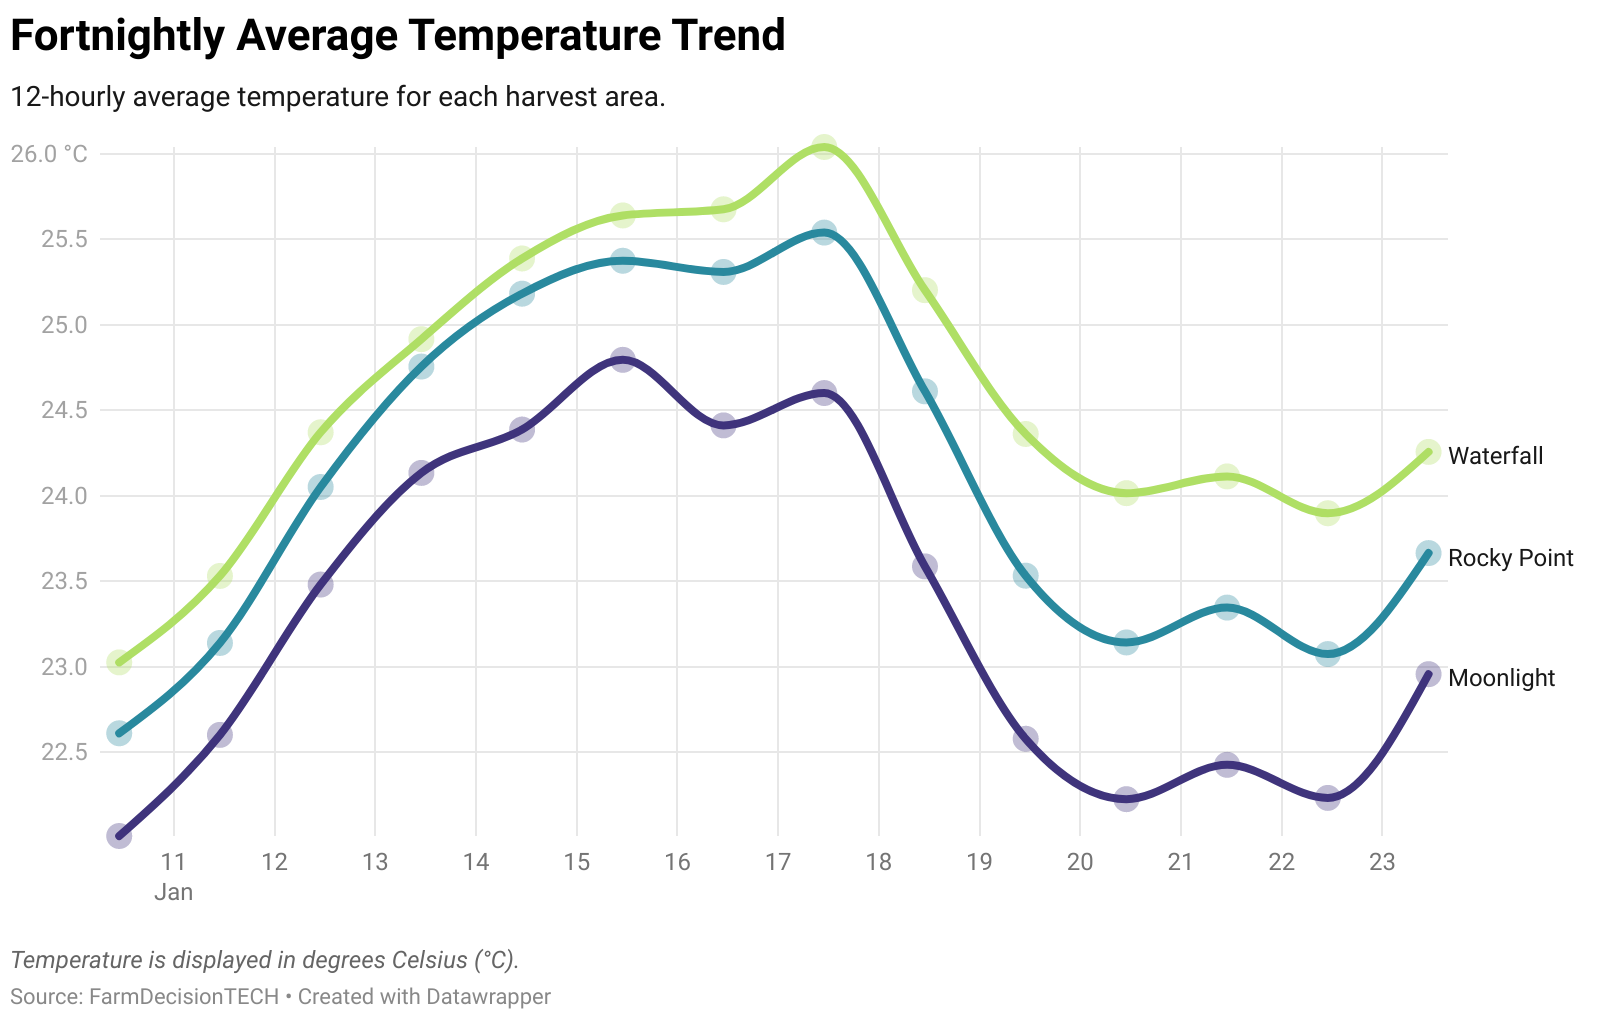 Fortnightly Average Temperature Trend
12-hourly average temperature for each harvest area.
26.0 °C
25.5
25.0
24.5
24.0
23.5
23.0
22.5
Waterfall
Rocky Point
Moonlight
11 12 13 14 15 16 17 18 19 20 21 22 23
Jan
Temperature is displayed in degrees Celsius (°C).
Source: FarmDecisionTECH • Created with Datawrapper